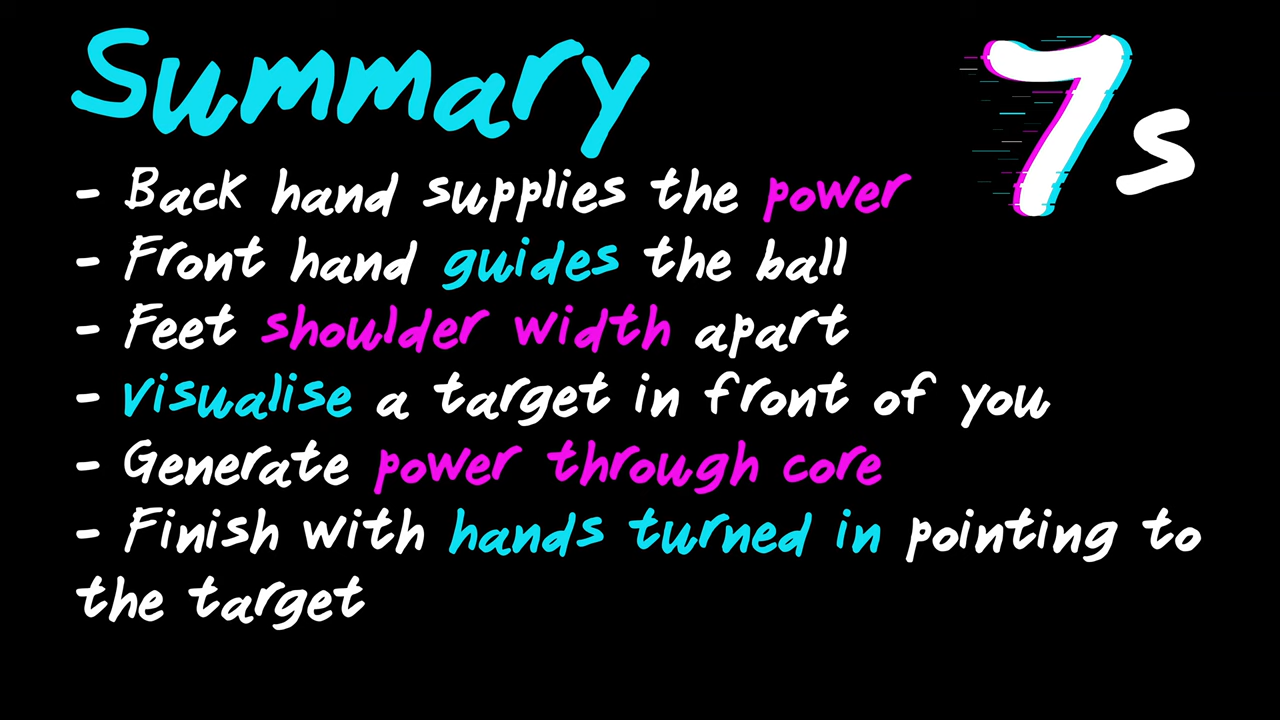 Summary
7s
- Back hand supplies the power
- Front hand guides the ball
- Feet shoulder width apart
- visualise a target in front of you
- Generate power through core
- Finish with hands turned in pointing to
the target